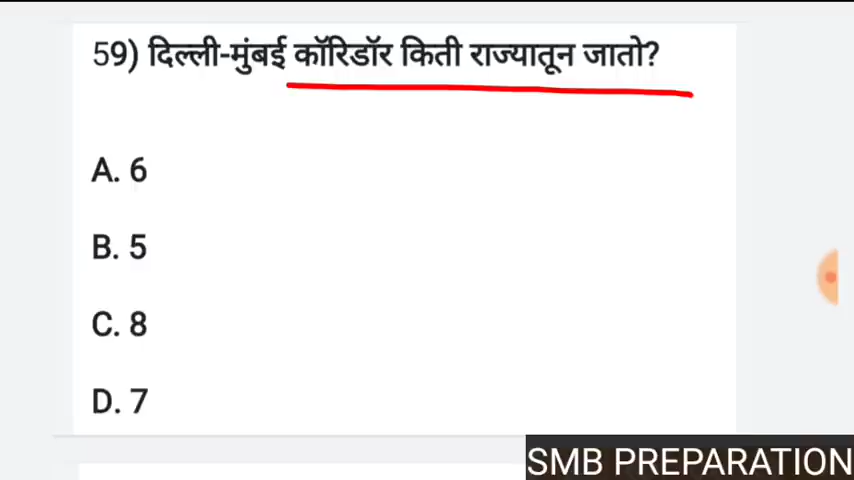 59) दिल्ली-मुंबई कॉरिडॉर किती राज्यातून जातो?
A. 6
B. 5
C. 8
D. 7
SMB PREPARATION